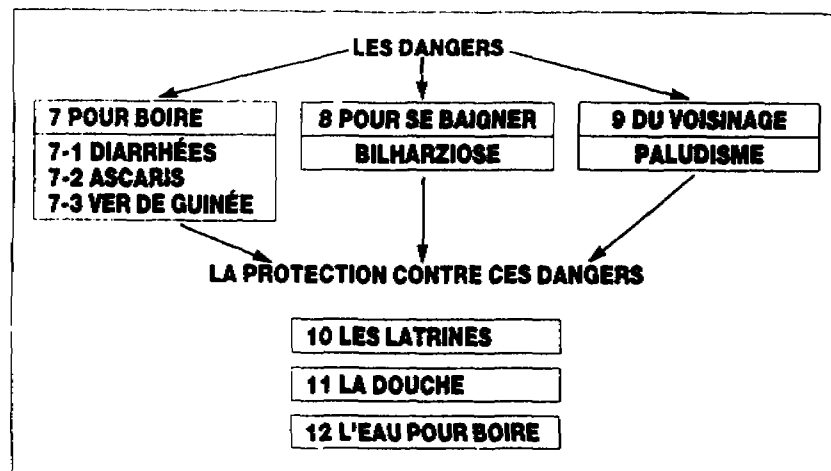 LES DANGERS
7 POUR BOIRE
7-1 DIARRHÉES
7-2 ASCARIS
7-3 VER DE GUINÉE
8 POUR SE BAIGNER
BILHARZIOSE
9 DU VOISINAGE
PALUDISME
LA PROTECTION CONTRE CES DANGERS
10 LES LATRINES
11 LA DOUCHE
12 L'EAU POUR BOIRE